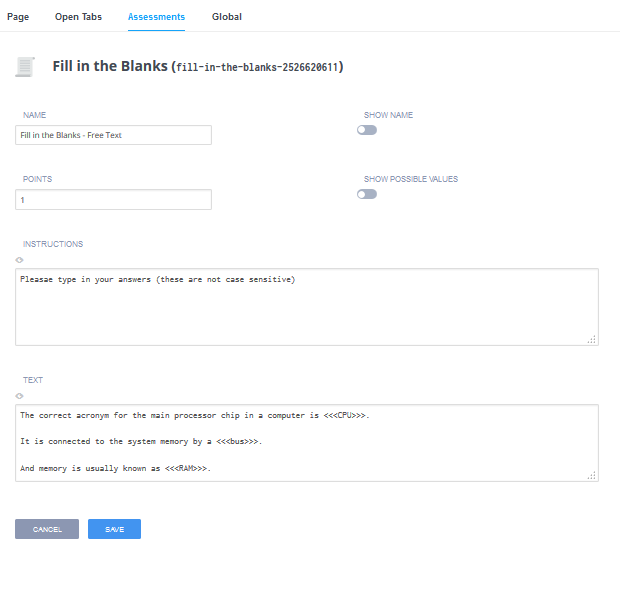 Page Open Tabs Assessments Global
Fill in the Blanks (fill-in-the-blanks-2526620611)
NAME SHOW NAME
Fill in the Blanks - Free Text
POINTS SHOW POSSIBLE VALUES
1
INSTRUCTIONS
Pleasae type in your answers (these are not case sensitive)
TEXT
The correct acronym for the main processor chip in a computer is <<<CPU>>>.
It is connected to the system memory by a <<<bus>>>.
And memory is usually known as <<<RAM>>>.
CANCEL SAVE